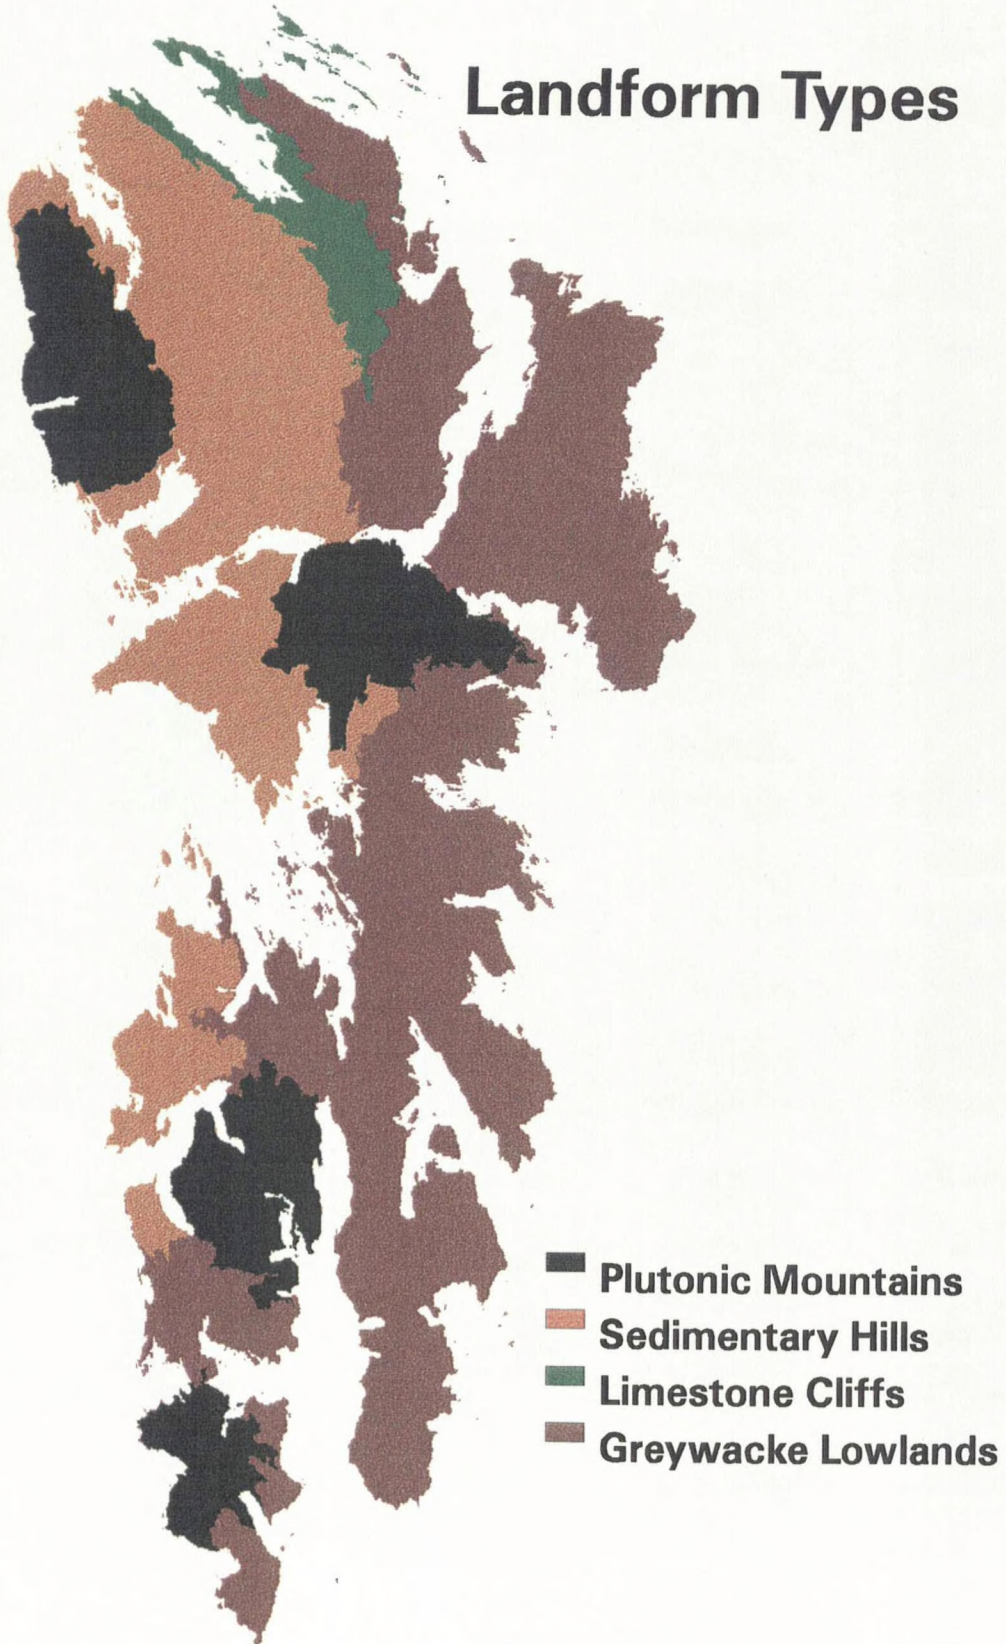 Landform Types
Plutonic Mountains
Sedimentary Hills
Limestone Cliffs
Greywacke Lowlands